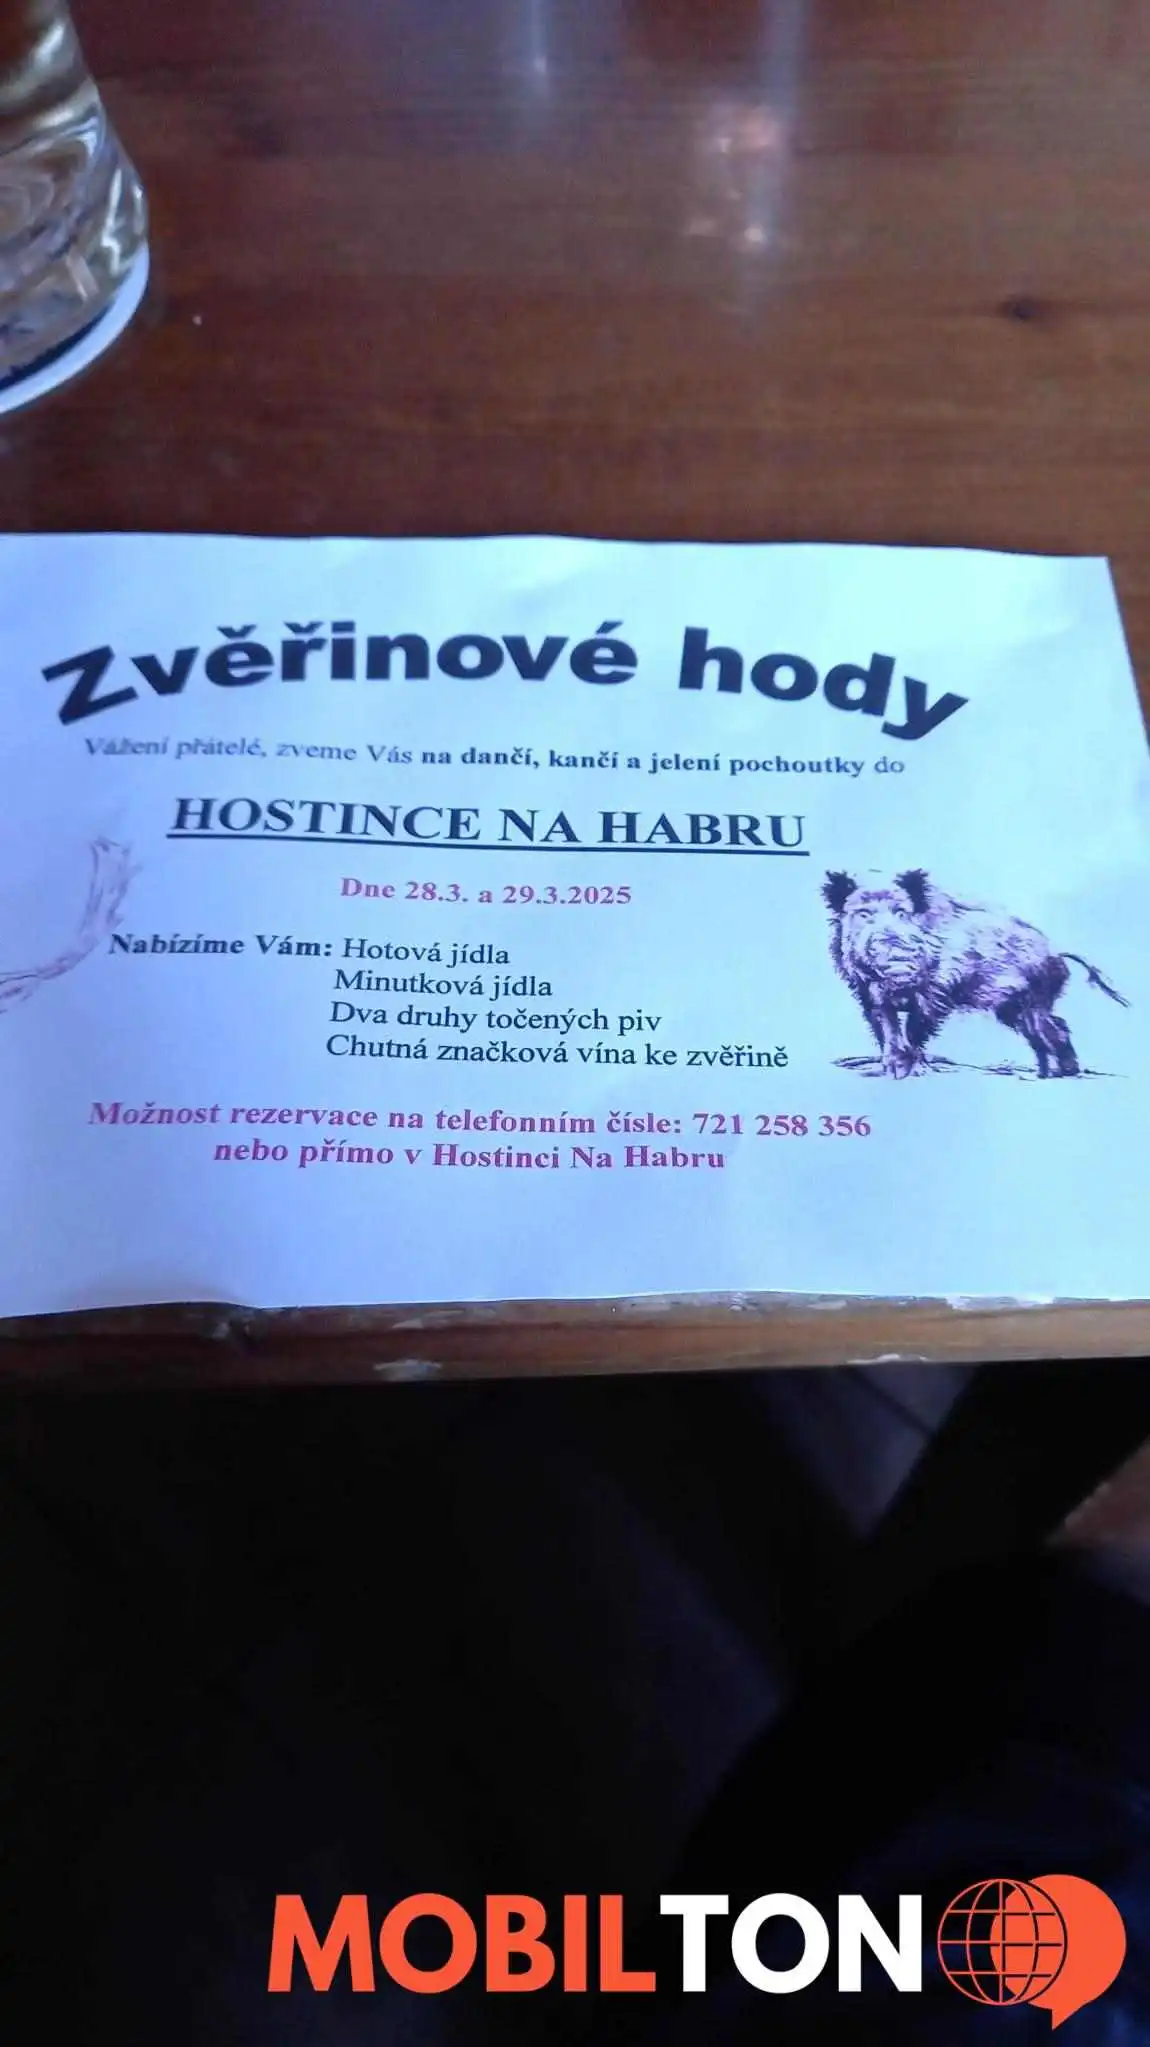 Zvěřinové hody
Vážení přátelé, zveme Vás na dančí, kančí a jelení pochoutky do
HOSTINCE NA HABRU
Dne 28.3. a 29.3.2025
Nabízíme Vám: Hotová jídla
Minutková jídla
Dva druhy točených piv
Chutná značková vína ke zvěřině
Možnost rezervace na telefonním čísle: 721 258 356
nebo přímo v Hostinci Na Habru
MOBILTON